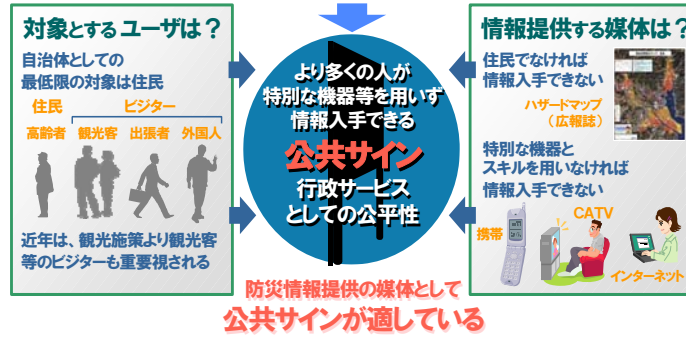 対象とするユーザは？
自治体としての
最低限の対象は住民
住民
ビジター
高齢者
観光客
出張者
外国人
近年は、観光施策より観光客
等のビジターも重要視される
より多くの人が
特別な機器等を用いず
情報入手できる
公共サイン
行政サービス
としての公平性
情報提供する媒体は？
住民でなければ
情報入手できない
ハザードマップ
（広報誌）
特別な機器と
スキルを用いなければ
情報入手できない
携帯
CATV
インターネット
防災情報提供の媒体として
公共サインが適している